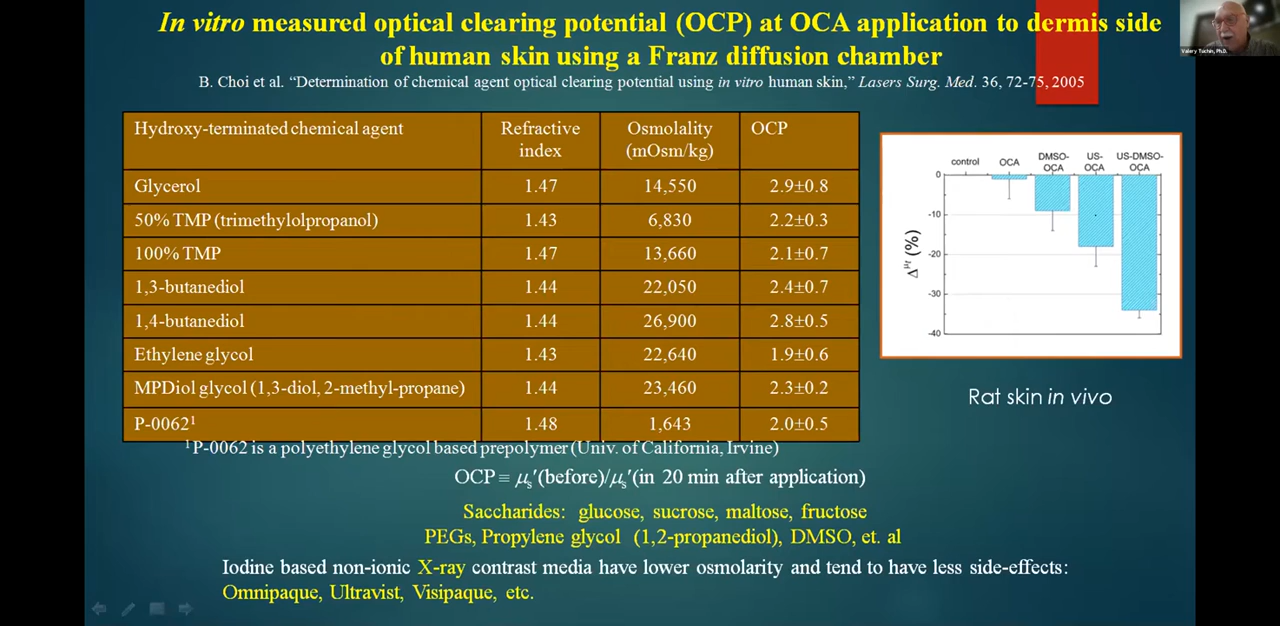 In vitro measured optical clearing potential (OCP) at OCA application to dermis side
of human skin using a Franz diffusion chamber
B. Choi et al. “Determination of chemical agent optical clearing potential using in vitro human skin,” Lasers Surg. Med. 36, 72-75, 2005
Valery Tuchin, Ph.D.
Hydroxy-terminated chemical agent Refractive index Osmolality (mOsm/kg) OCP
Glycerol 1.47 14,550 2.9±0.8
50% TMP (trimethylolpropanol) 1.43 6,830 2.2±0.3
100% TMP 1.47 13,660 2.1±0.7
1,3-butanediol 1.44 22,050 2.4±0.7
1,4-butanediol 1.44 26,900 2.8±0.5
Ethylene glycol 1.43 22,640 1.9±0.6
MPDiol glycol (1,3-diol, 2-methyl-propane) 1.44 23,460 2.3±0.2
P-0062¹ 1.48 1,643 2.0±0.5
¹ P-0062 is a polyethylene glycol based prepolymer (Univ. of California, Irvine)
control OCA DMSO-OCA US-OCA US-DMSO-OCA
0
-10
-20
-30
-40
Δμt (%)
Rat skin in vivo
OCP ≡ μs′(before)/μs′(in 20 min after application)
Saccharides: glucose, sucrose, maltose, fructose
PEGs, Propylene glycol (1,2-propanediol), DMSO, et. al
Iodine based non-ionic X-ray contrast media have lower osmolarity and tend to have less side-effects:
Omnipaque, Ultravist, Visipaque, etc.